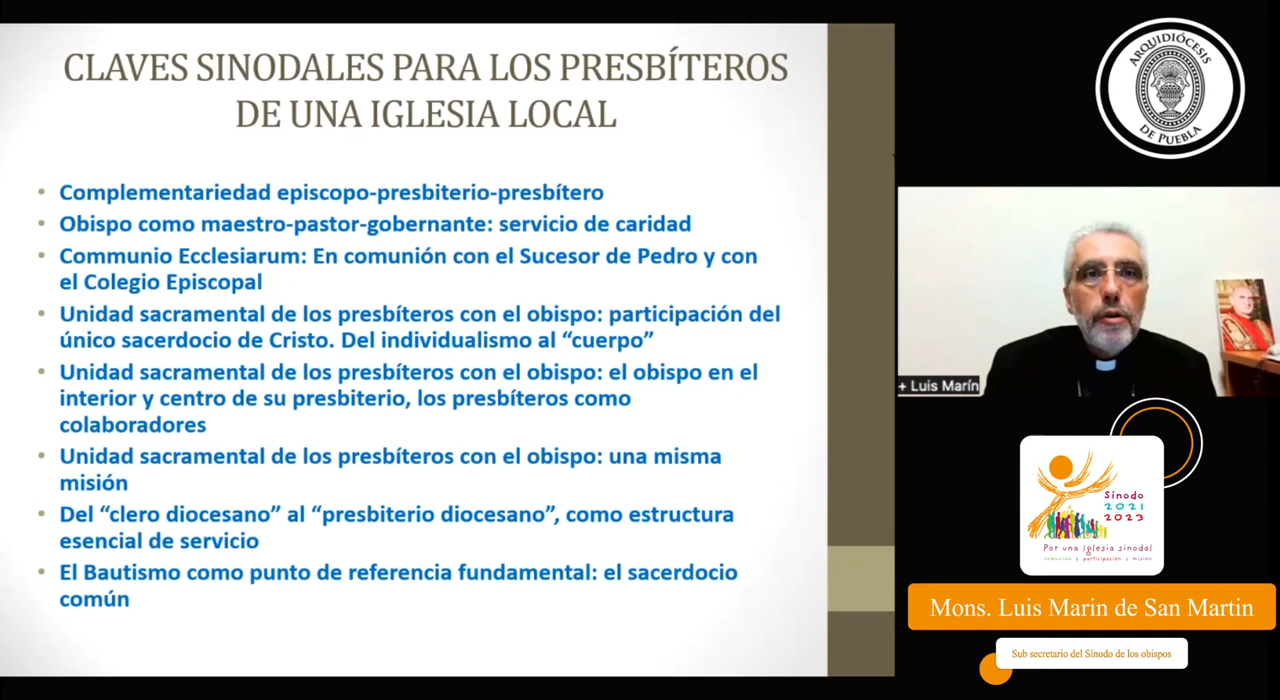 CLAVES SINODALES PARA LOS PRESBÍTEROS
DE UNA IGLESIA LOCAL
• Complementariedad episcopo-presbiterio-presbítero
• Obispo como maestro-pastor-gobernante: servicio de caridad
• Communio Ecclesiarum: En comunión con el Sucesor de Pedro y con
el Colegio Episcopal
• Unidad sacramental de los presbíteros con el obispo: participación del
único sacerdocio de Cristo. Del individualismo al “cuerpo”
• Unidad sacramental de los presbíteros con el obispo: el obispo en el
interior y centro de su presbiterio, los presbíteros como
colaboradores
• Unidad sacramental de los presbíteros con el obispo: una misma
misión
• Del “clero diocesano” al “presbiterio diocesano”, como estructura
esencial de servicio
• El Bautismo como punto de referencia fundamental: el sacerdocio
común
ARQUIDIÓCESIS
DE PUEBLA
+ Luis Marín
Sínodo
2021
2023
Por una Iglesia sinodal
comunión | participación | misión
Mons. Luis Marin de San Martin
Sub secretario del Sínodo de los obispos